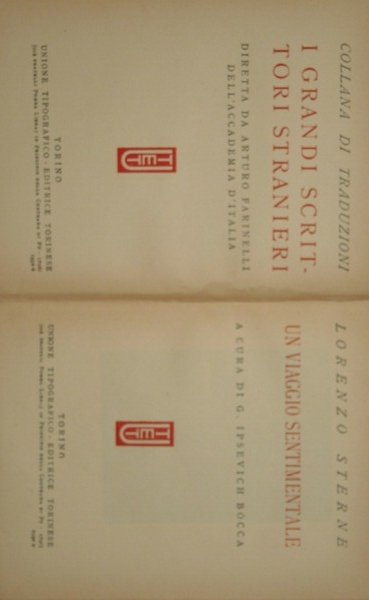 COLLANA DI TRADUZIONI
I GRANDI SCRIT-
TORI STRANIERI
DIRETTA DA ARTURO FARINELLI
DELL'ACCADEMIA D'ITALIA
UTET
TORINO
UNIONE TIPOGRAFICO - EDITRICE TORINESE
LORENZO STERNE
UN VIAGGIO SENTIMENTALE
A CURA DI G. IPSEVICH BOCCA
UTET
TORINO
UNIONE TIPOGRAFICO - EDITRICE TORINESE